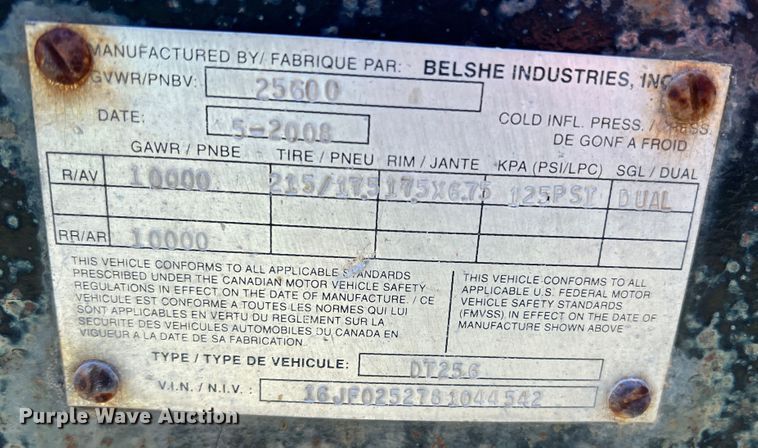 MANUFACTURED BY/ FABRIQUE PAR: BELSHE INDUSTRIES, INC
GVWR/PNBV: 25600
DATE: 5-2008
COLD INFL. PRESS. / PRESS.
DE GONF A FROID
GAWR / PNBE TIRE / PNEU RIM / JANTE KPA (PSI/LPC) SGL / DUAL
R/AV 10000 215/17.5 17.5X6.75 125PSI DUAL
RR/AR 10000
THIS VEHICLE CONFORMS TO ALL APPLICABLE STANDARDS
PRESCRIBED UNDER THE CANADIAN MOTOR VEHICLE SAFETY
REGULATIONS IN EFFECT ON THE DATE OF MANUFACTURE. / CE
VEHICULE EST CONFORME A TOUTES LES NORMES QUI LUI
SONT APPLICABLES EN VERTU DU REGLEMENT SUR LA
SECURITE DES VEHICULES AUTOMOBILES DU CANADA EN
VIGUEUR A LA DATE DE SA FABRICATION.
THIS VEHICLE CONFORMS TO ALL
APPLICABLE U.S. FEDERAL MOTOR
VEHICLE SAFETY STANDARDS
(FMVSS) IN EFFECT ON THE DATE OF
MANUFACTURE SHOWN ABOVE
TYPE / TYPE DE VEHICULE: DT256
V.I.N. / N.I.V. : 16JF0252761044542
Purple Wave Auction